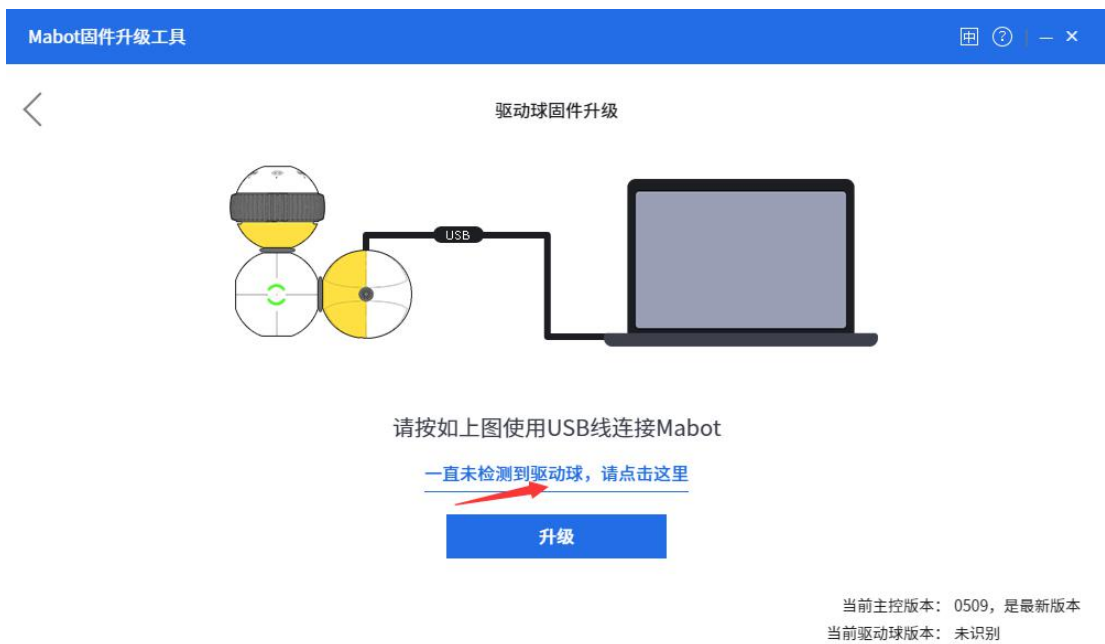 Mabot固件升级工具
中 ?
驱动球固件升级
USB
请按如上图使用USB线连接Mabot
一直未检测到驱动球，请点击这里
升级
当前主控版本： 0509，是最新版本
当前驱动球版本： 未识别